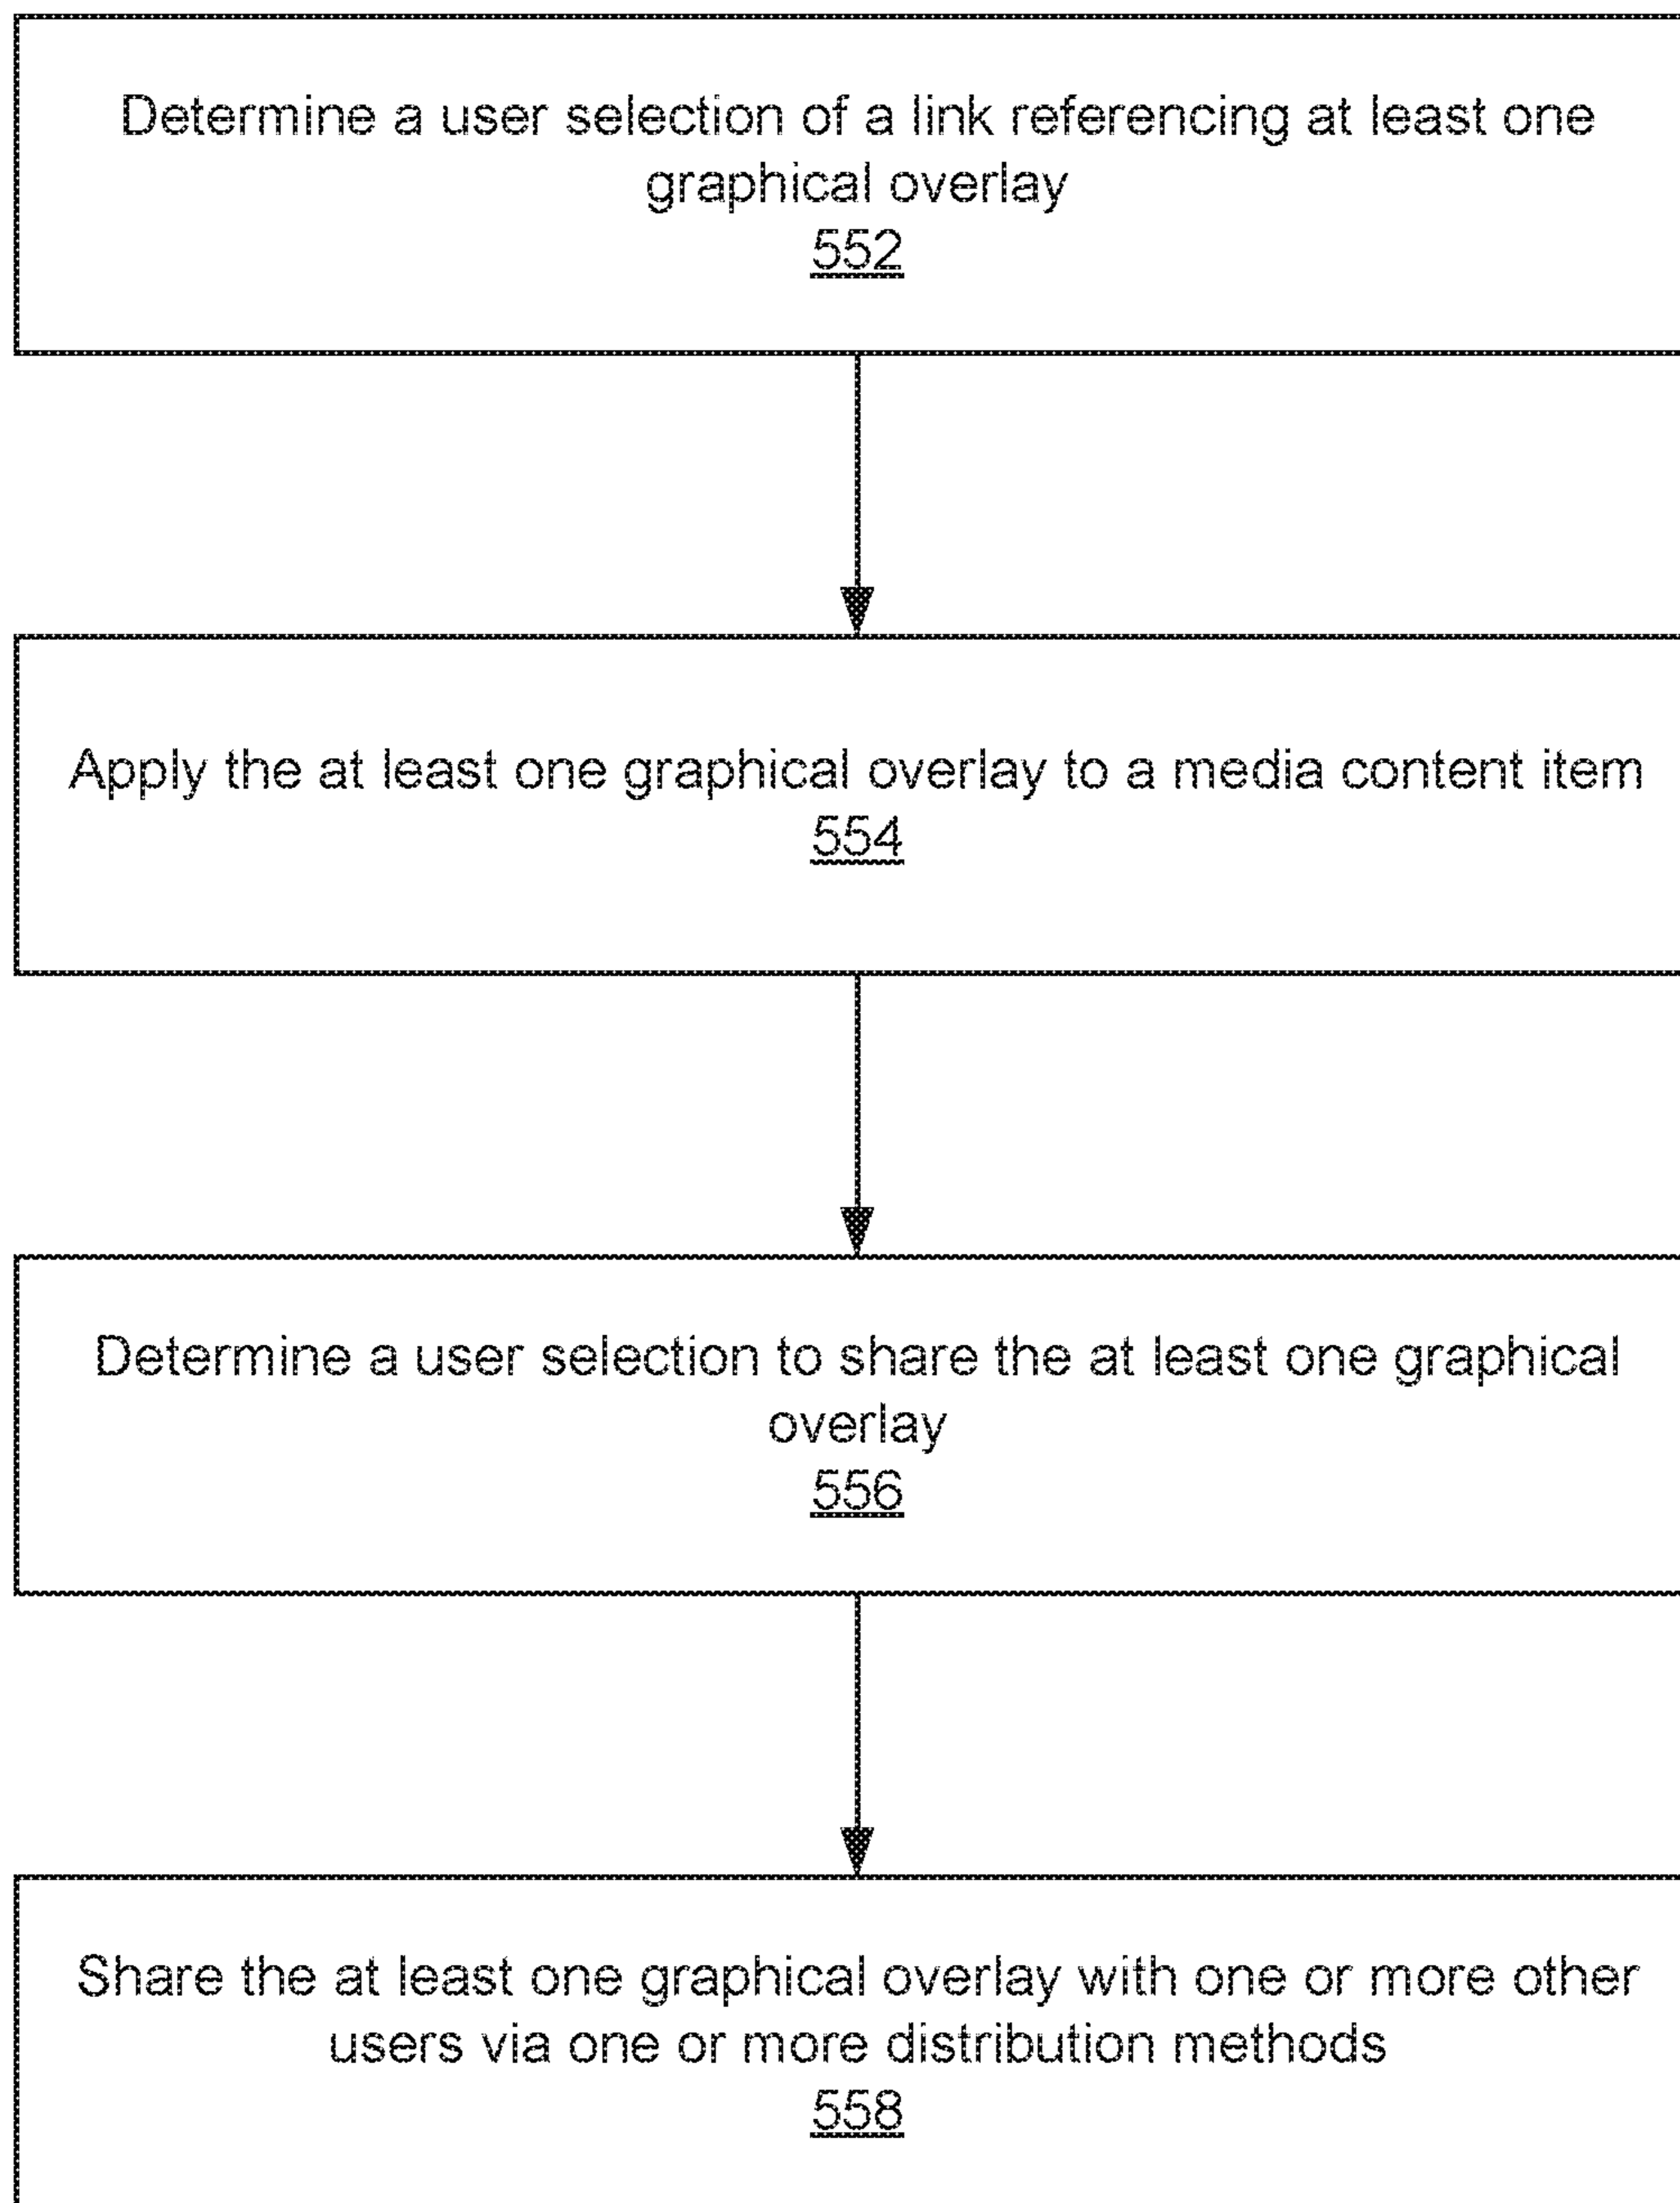 Determine a user selection of a link referencing at least one
graphical overlay
552
Apply the at least one graphical overlay to a media content item
554
Determine a user selection to share the at least one graphical
overlay
556
Share the at least one graphical overlay with one or more other
users via one or more distribution methods
558